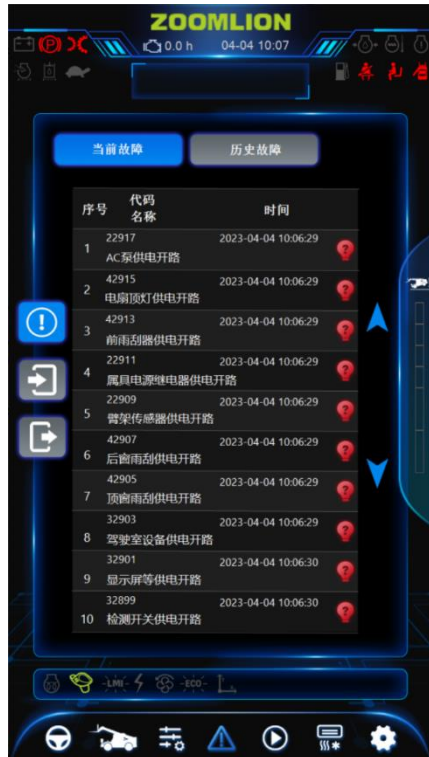 ZOOMLION
0.0 h 04-04 10:07
当前故障 历史故障
序号 代码 时间
名称
22917 2023-04-04 10:06:29
1 AC泵供电开路
42915 2023-04-04 10:06:29
2 电扇顶灯供电开路
42913 2023-04-04 10:06:29
3 前雨刮器供电开路
22911 2023-04-04 10:06:29
4 属具电源继电器供电开路
22909 2023-04-04 10:06:29
5 臂架传感器供电开路
42907 2023-04-04 10:06:29
6 后窗雨刮供电开路
42905 2023-04-04 10:06:29
7 顶窗雨刮供电开路
32903 2023-04-04 10:06:29
8 驾驶室设备供电开路
32901 2023-04-04 10:06:30
9 显示屏等供电开路
32899 2023-04-04 10:06:30
10 检测开关供电开路
LMI ECO